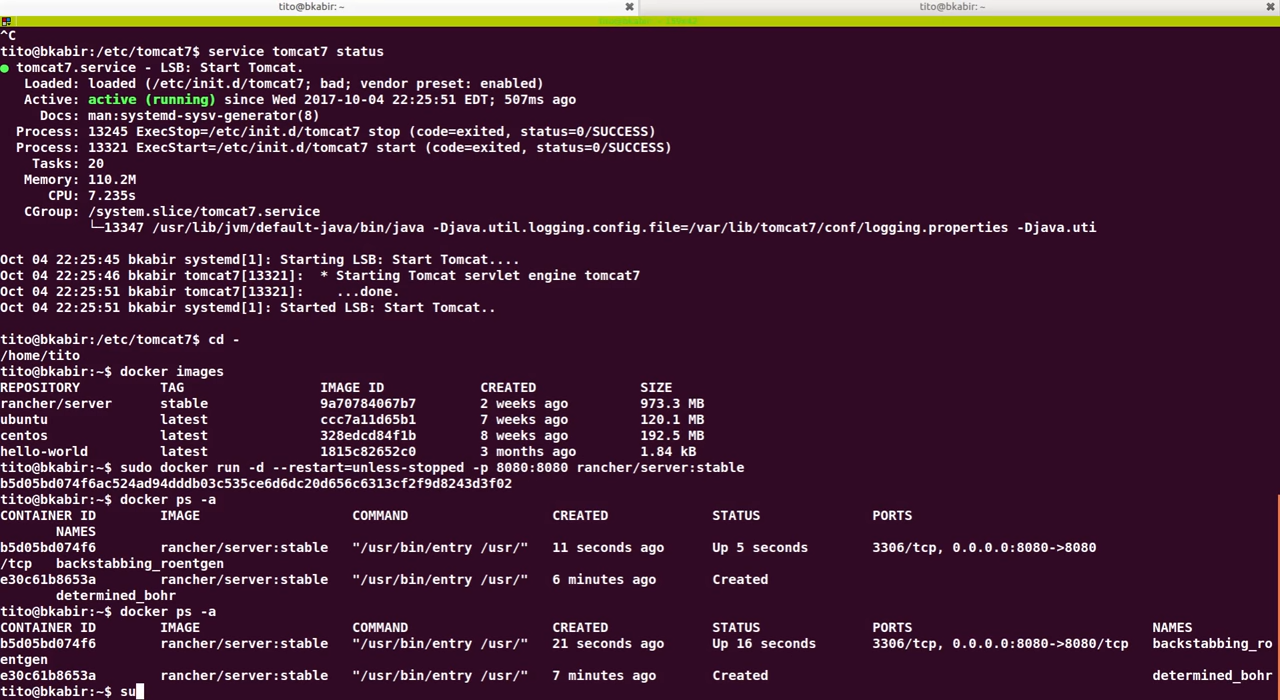 tito@bkabir: ~ ✖ tito@bkabir: ~ ✖
^C
tito@bkabir:/etc/tomcat7$ service tomcat7 status
● tomcat7.service - LSB: Start Tomcat.
   Loaded: loaded (/etc/init.d/tomcat7; bad; vendor preset: enabled)
   Active: active (running) since Wed 2017-10-04 22:25:51 EDT; 507ms ago
     Docs: man:systemd-sysv-generator(8)
  Process: 13245 ExecStop=/etc/init.d/tomcat7 stop (code=exited, status=0/SUCCESS)
  Process: 13321 ExecStart=/etc/init.d/tomcat7 start (code=exited, status=0/SUCCESS)
    Tasks: 20
   Memory: 110.2M
      CPU: 7.235s
   CGroup: /system.slice/tomcat7.service
           └─13347 /usr/lib/jvm/default-java/bin/java -Djava.util.logging.config.file=/var/lib/tomcat7/conf/logging.properties -Djava.uti
Oct 04 22:25:45 bkabir systemd[1]: Starting LSB: Start Tomcat....
Oct 04 22:25:46 bkabir tomcat7[13321]:  * Starting Tomcat servlet engine tomcat7
Oct 04 22:25:51 bkabir tomcat7[13321]:    ...done.
Oct 04 22:25:51 bkabir systemd[1]: Started LSB: Start Tomcat..
tito@bkabir:/etc/tomcat7$ cd -
/home/tito
tito@bkabir:~$ docker images
REPOSITORY          TAG                 IMAGE ID            CREATED             SIZE
rancher/server      stable              9a70784067b7        2 weeks ago         973.3 MB
ubuntu              latest              ccc7a11d65b1        7 weeks ago         120.1 MB
centos              latest              328edcd84f1b        8 weeks ago         192.5 MB
hello-world         latest              1815c82652c0        3 months ago        1.84 kB
tito@bkabir:~$ sudo docker run -d --restart=unless-stopped -p 8080:8080 rancher/server:stable
b5d05bd074f6ac524ad94dddb03c535ce6d6dc20d656c6313cf2f9d8243d3f02
tito@bkabir:~$ docker ps -a
CONTAINER ID        IMAGE                   COMMAND                  CREATED             STATUS              PORTS
       NAMES
b5d05bd074f6        rancher/server:stable   "/usr/bin/entry /usr/"   11 seconds ago      Up 5 seconds        3306/tcp, 0.0.0.0:8080->8080
/tcp   backstabbing_roentgen
e30c61b8653a        rancher/server:stable   "/usr/bin/entry /usr/"   6 minutes ago       Created
       determined_bohr
tito@bkabir:~$ docker ps -a
CONTAINER ID        IMAGE                   COMMAND                  CREATED             STATUS              PORTS                              NAMES
b5d05bd074f6        rancher/server:stable   "/usr/bin/entry /usr/"   21 seconds ago      Up 16 seconds       3306/tcp, 0.0.0.0:8080->8080/tcp   backstabbing_ro
entgen
e30c61b8653a        rancher/server:stable   "/usr/bin/entry /usr/"   7 minutes ago       Created                                                determined_bohr
tito@bkabir:~$ su